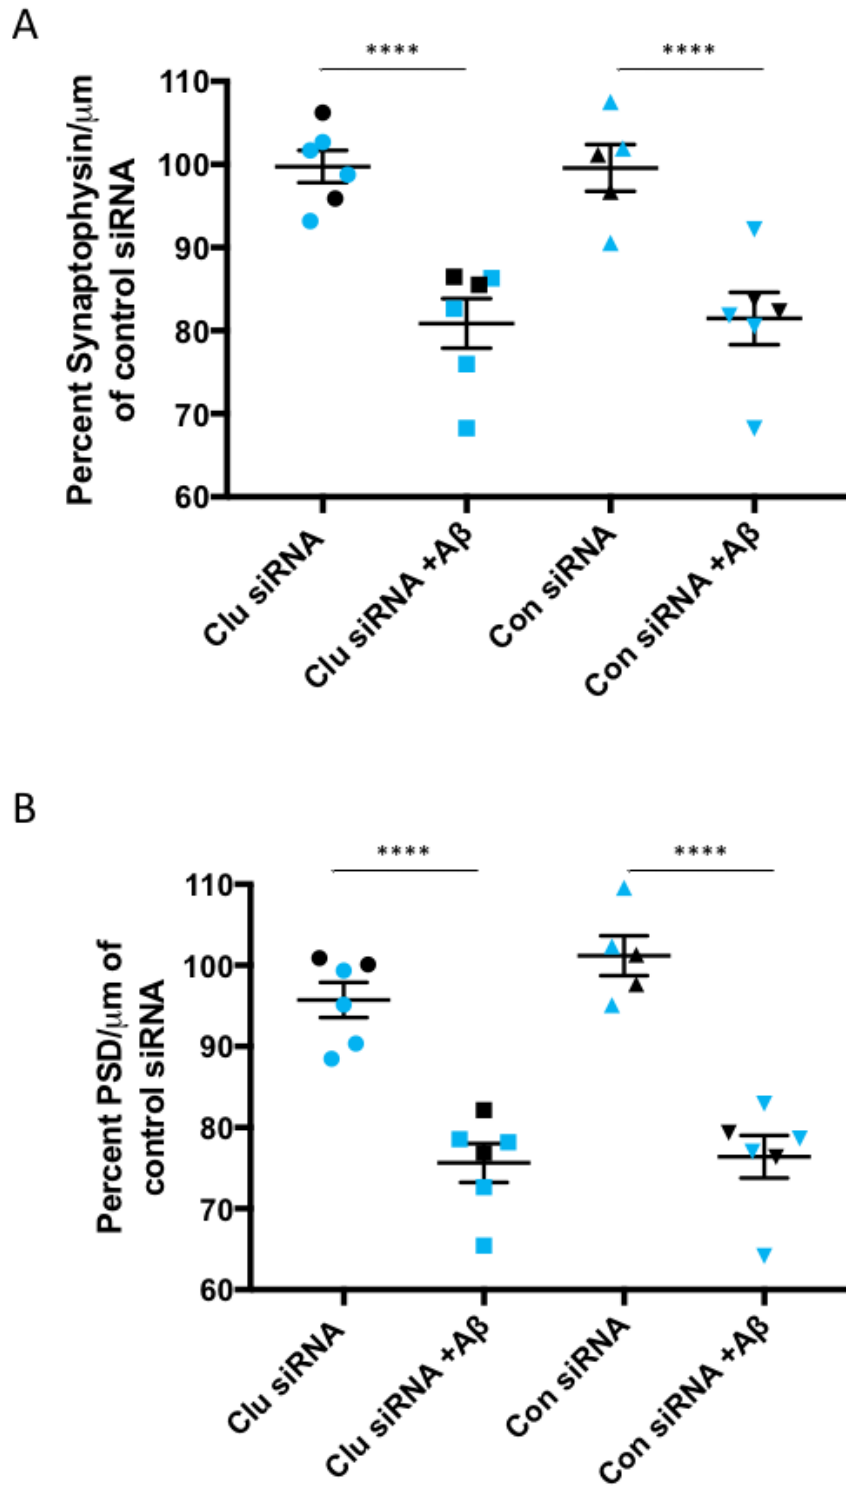 A
****
****
Percent Synaptophysin/μm
of control siRNA
110
100
90
80
70
60
Clu siRNA
Clu siRNA +Aβ
Con siRNA
Con siRNA +Aβ
B
****
****
Percent PSD/μm of
control siRNA
110
100
90
80
70
60
Clu siRNA
Clu siRNA +Aβ
Con siRNA
Con siRNA +Aβ